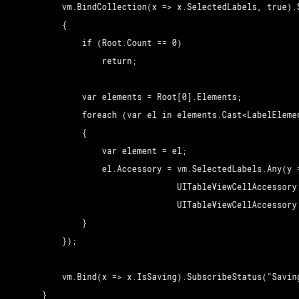 vm.BindCollection(x => x.SelectedLabels, true).S
{
if (Root.Count == 0)
return;
var elements = Root[0].Elements;
foreach (var el in elements.Cast<LabelElemen
{
var element = el;
el.Accessory = vm.SelectedLabels.Any(y =
UITableViewCellAccessory
UITableViewCellAccessory
}
});
vm.Bind(x => x.IsSaving).SubscribeStatus("Saving
}